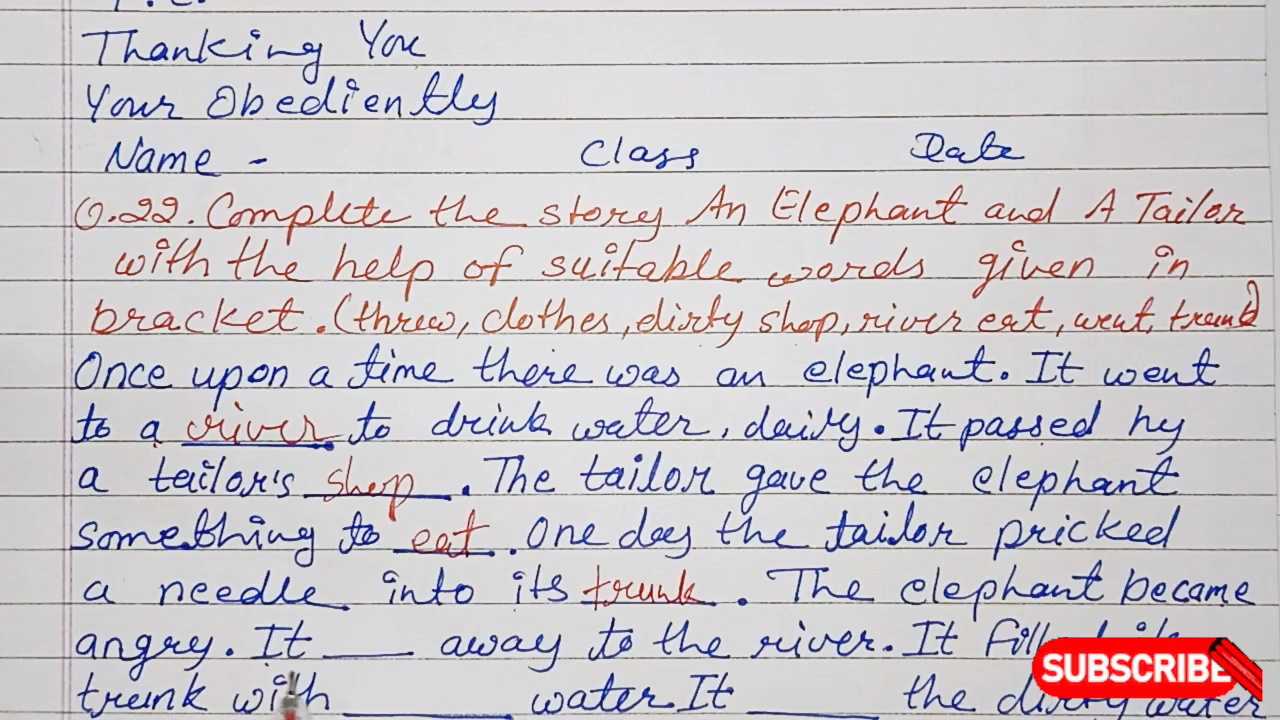 Thanking You
Your Obediently
Name - Class Date
Q.22. Complete the story An Elephant and A Tailor
with the help of suitable words given in
bracket. (threw, clothes, dirty shop, river eat, went, trunk)
Once upon a time there was an elephant. It went
to a river to drink water, daily. It passed by
a tailor's shop. The tailor gave the elephant
something to eat. One day the tailor pricked
a needle into its trunk. The elephant became
angry. It ____ away to the river. It
trunk with ____ water. It ____ the dirty water
SUBSCRIBE